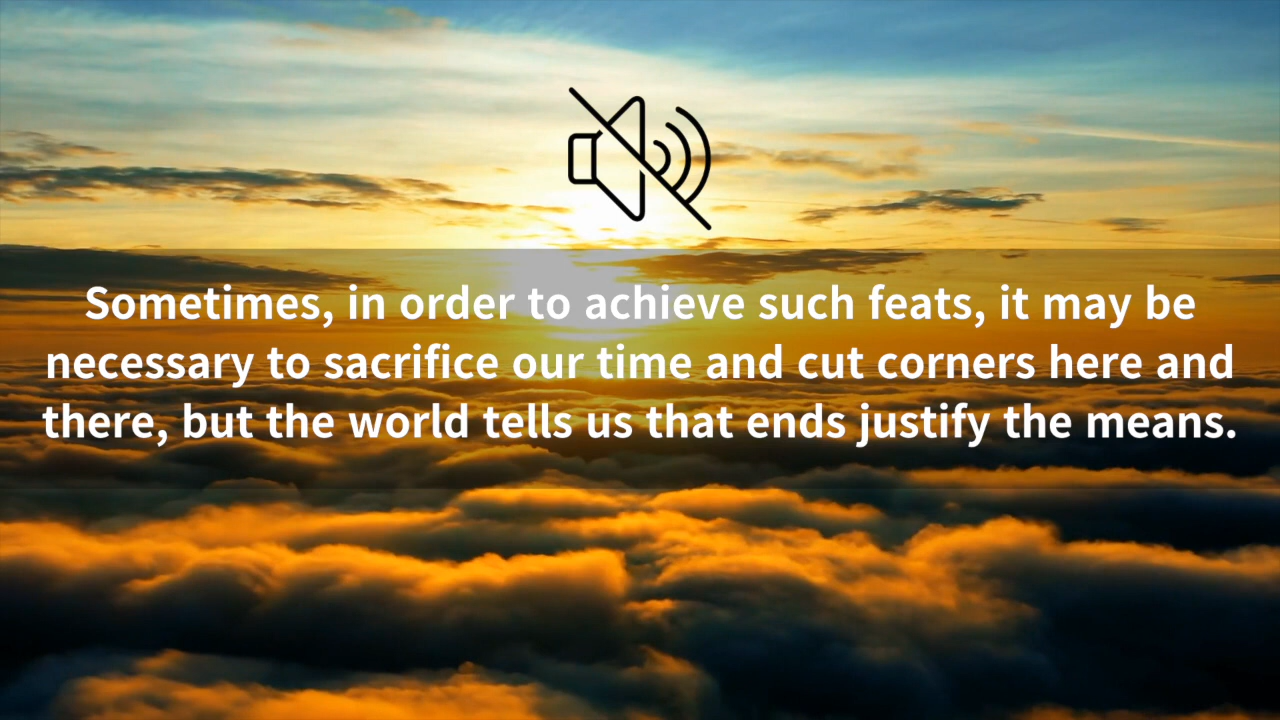 Sometimes, in order to achieve such feats, it may be
necessary to sacrifice our time and cut corners here and
there, but the world tells us that ends justify the means.